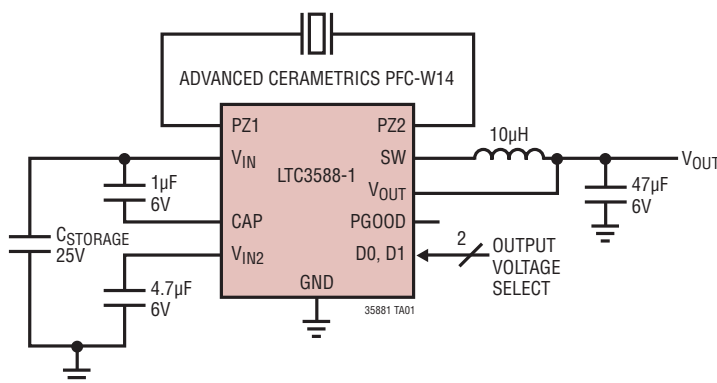 ADVANCED CERAMETRICS PFC-W14
PZ1
PZ2
VIN
SW
10µH
VOUT
LTC3588-1
1µF
6V
VOUT
47µF
6V
CAP
PGOOD
CSTORAGE
25V
VIN2
D0, D1
2
OUTPUT
VOLTAGE
SELECT
4.7µF
6V
GND
35881 TA01